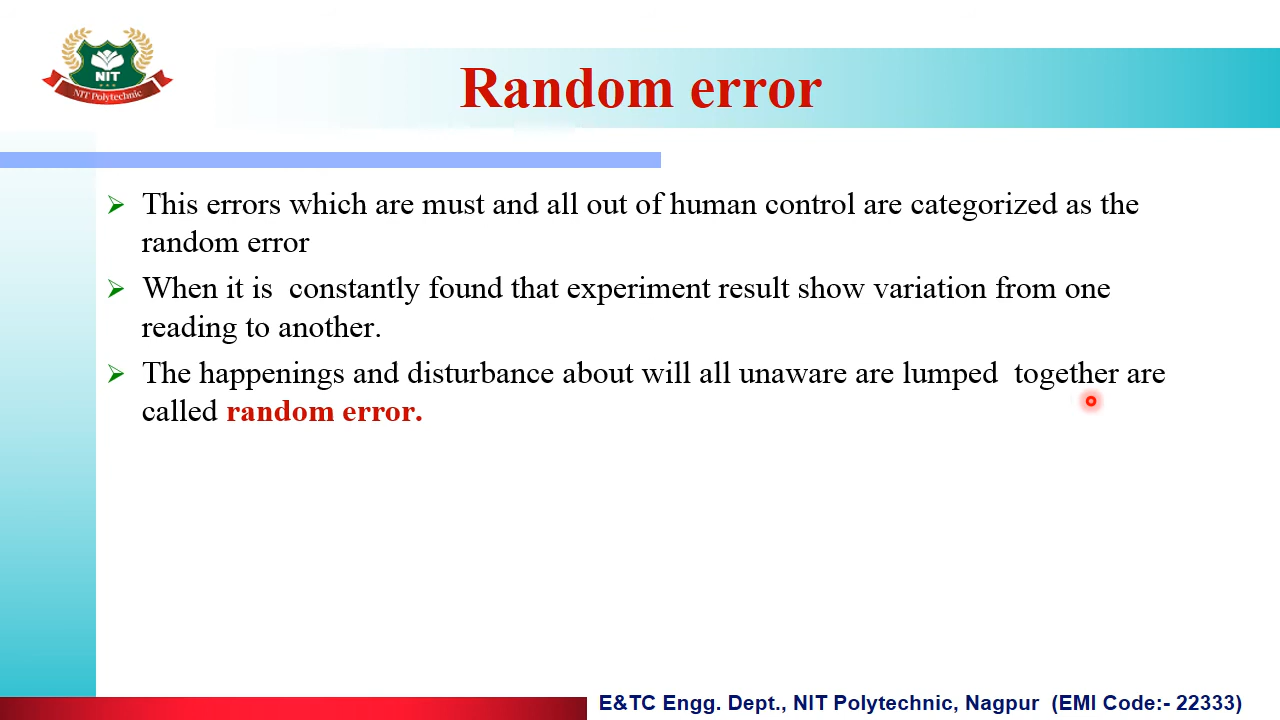 NIT
NIT Polytechnic
Random error
This errors which are must and all out of human control are categorized as the
random error
When it is constantly found that experiment result show variation from one
reading to another.
The happenings and disturbance about will all unaware are lumped together are
called random error.
E&TC Engg. Dept., NIT Polytechnic, Nagpur (EMI Code:- 22333)